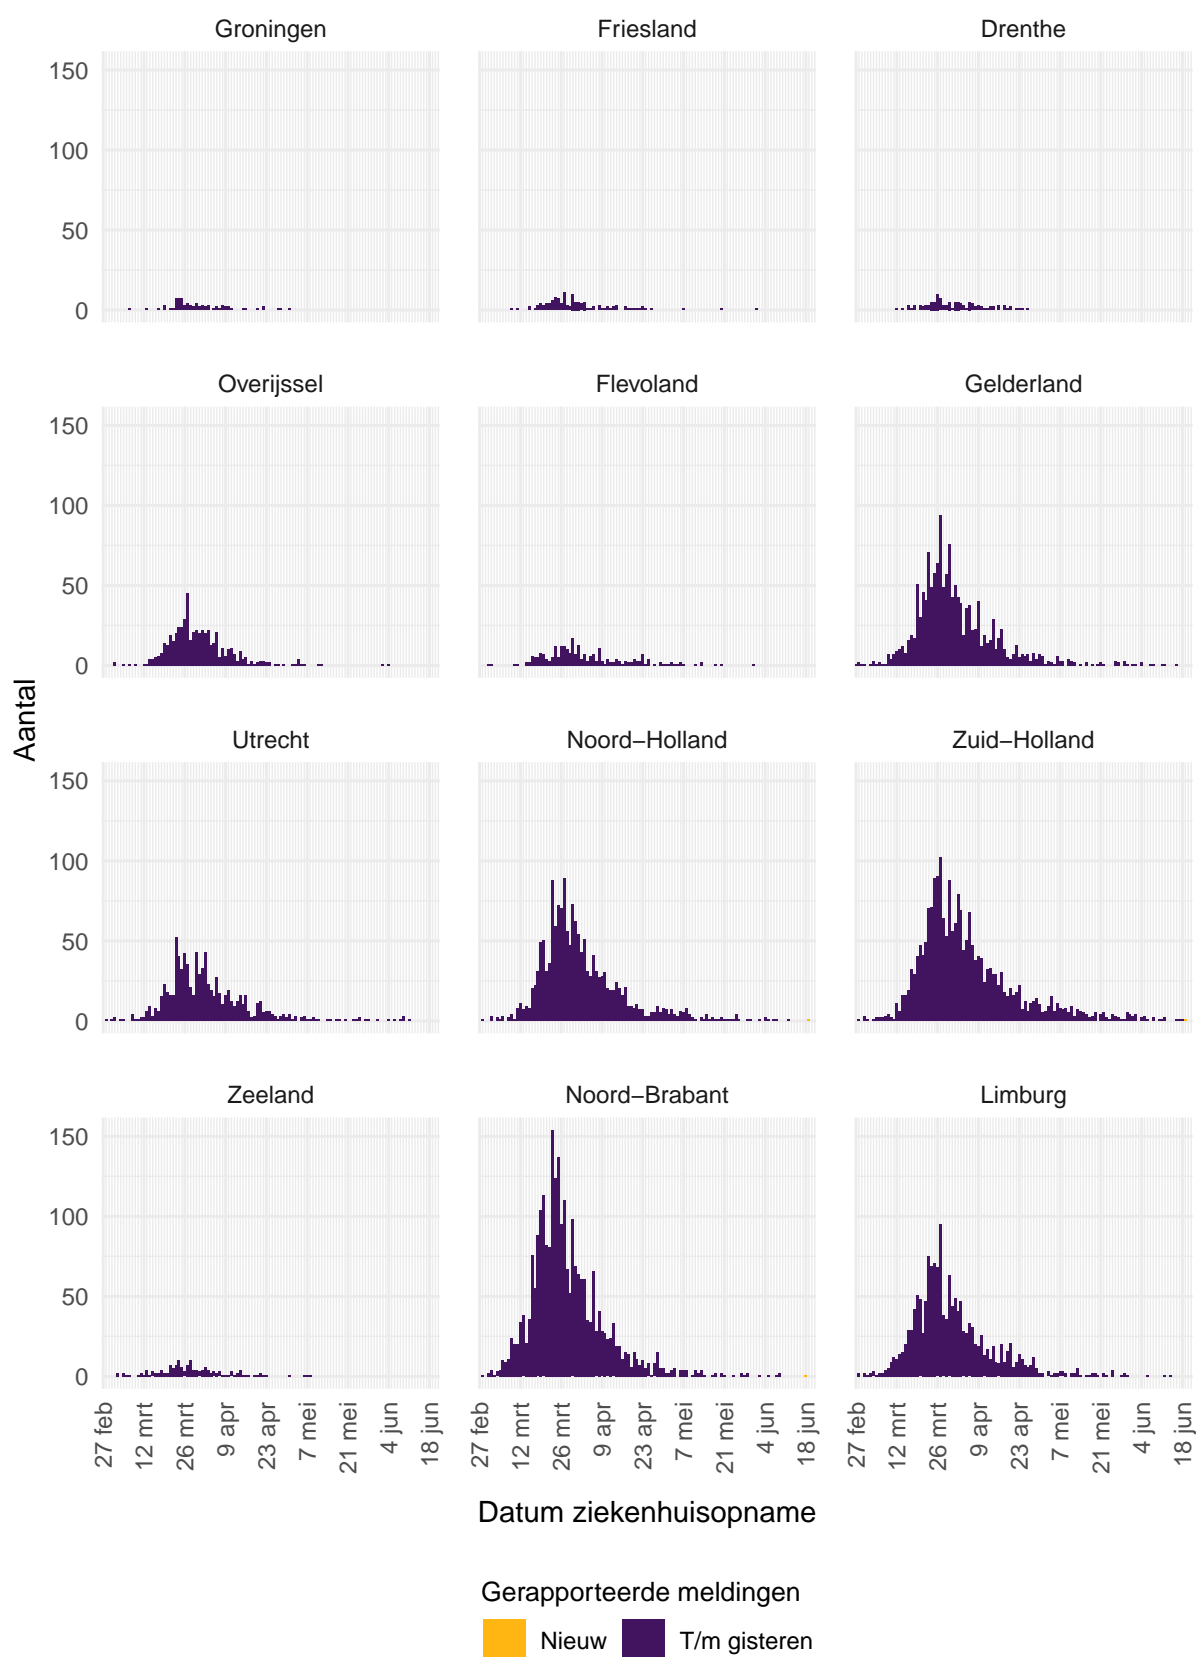 Groningen Friesland Drenthe
150
100
50
0
Overijssel Flevoland Gelderland
150
100
50
0
Aantal
Utrecht Noord−Holland Zuid−Holland
150
100
50
0
Zeeland Noord−Brabant Limburg
150
100
50
0
27 feb 12 mrt 26 mrt 9 apr 23 apr 7 mei 21 mei 4 jun 18 jun 27 feb 12 mrt 26 mrt 9 apr 23 apr 7 mei 21 mei 4 jun 18 jun 27 feb 12 mrt 26 mrt 9 apr 23 apr 7 mei 21 mei 4 jun 18 jun
Datum ziekenhuisopname
Gerapporteerde meldingen
Nieuw T/m gisteren